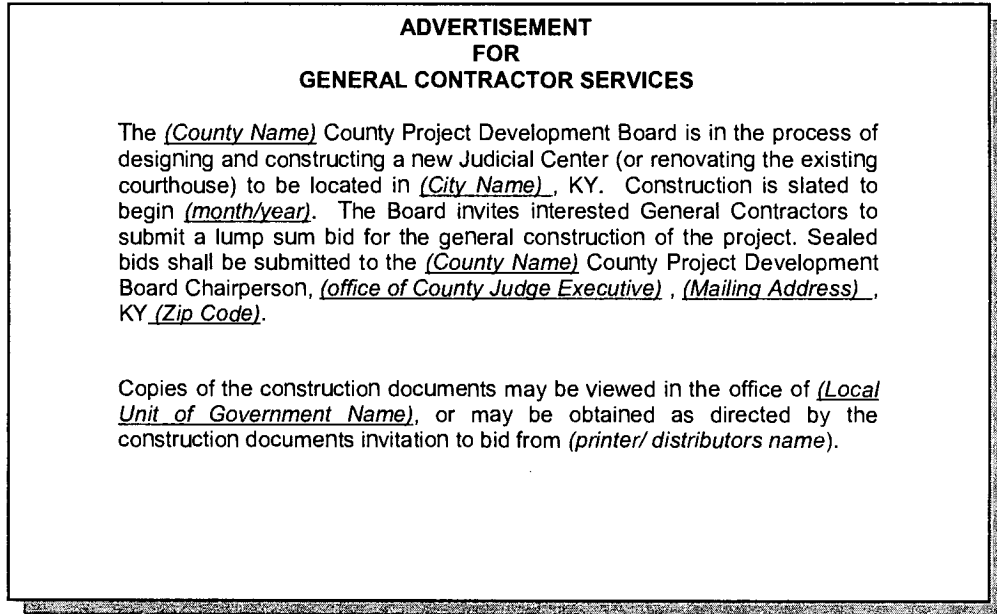 ADVERTISEMENT
FOR
GENERAL CONTRACTOR SERVICES
The (County Name) County Project Development Board is in the process of
designing and constructing a new Judicial Center (or renovating the existing
courthouse) to be located in (City Name) , KY. Construction is slated to
begin (month/year). The Board invites interested General Contractors to
submit a lump sum bid for the general construction of the project. Sealed
bids shall be submitted to the (County Name) County Project Development
Board Chairperson, (office of County Judge Executive) , (Mailing Address) ,
KY (Zip Code).
Copies of the construction documents may be viewed in the office of (Local
Unit of Government Name), or may be obtained as directed by the
construction documents invitation to bid from (printer/ distributors name).